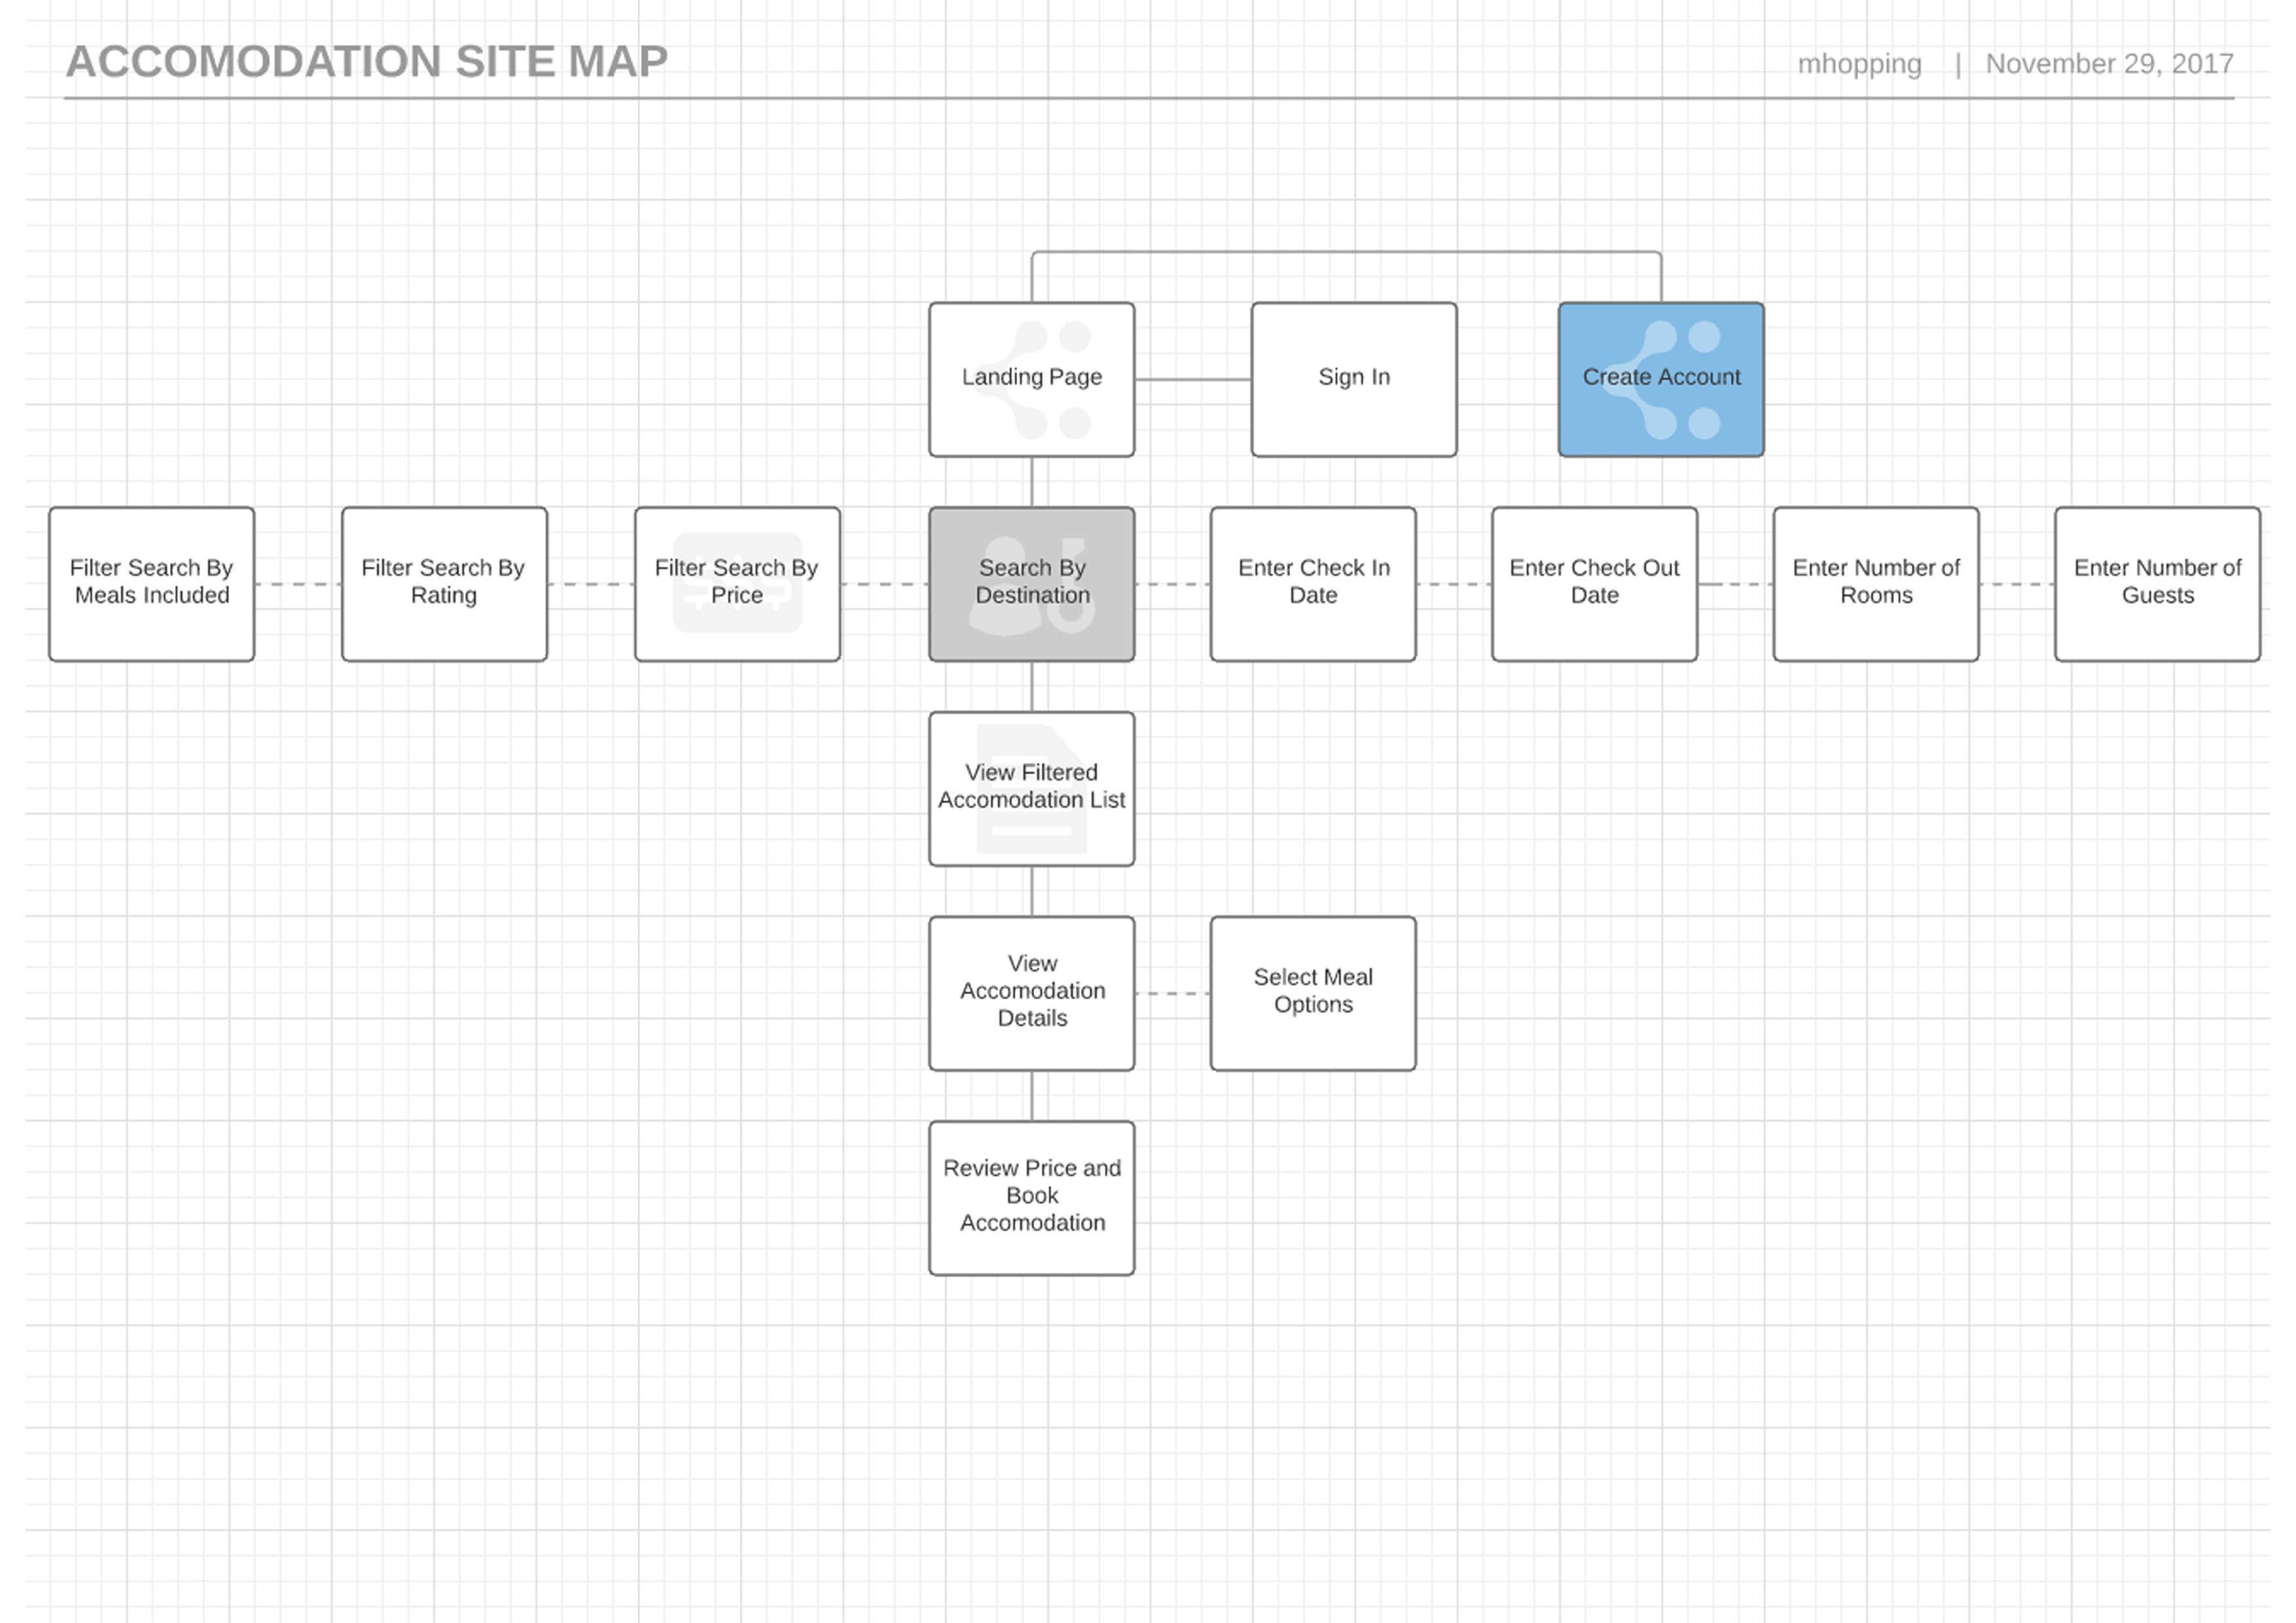 ACCOMODATION SITE MAP
mhopping | November 29, 2017
Landing Page
Sign In
Create Account
Filter Search By
Meals Included
Filter Search By
Rating
Filter Search By
Price
Search By
Destination
Enter Check In
Date
Enter Check Out
Date
Enter Number of
Rooms
Enter Number of
Guests
View Filtered
Accomodation List
View
Accomodation
Details
Select Meal
Options
Review Price and
Book
Accomodation